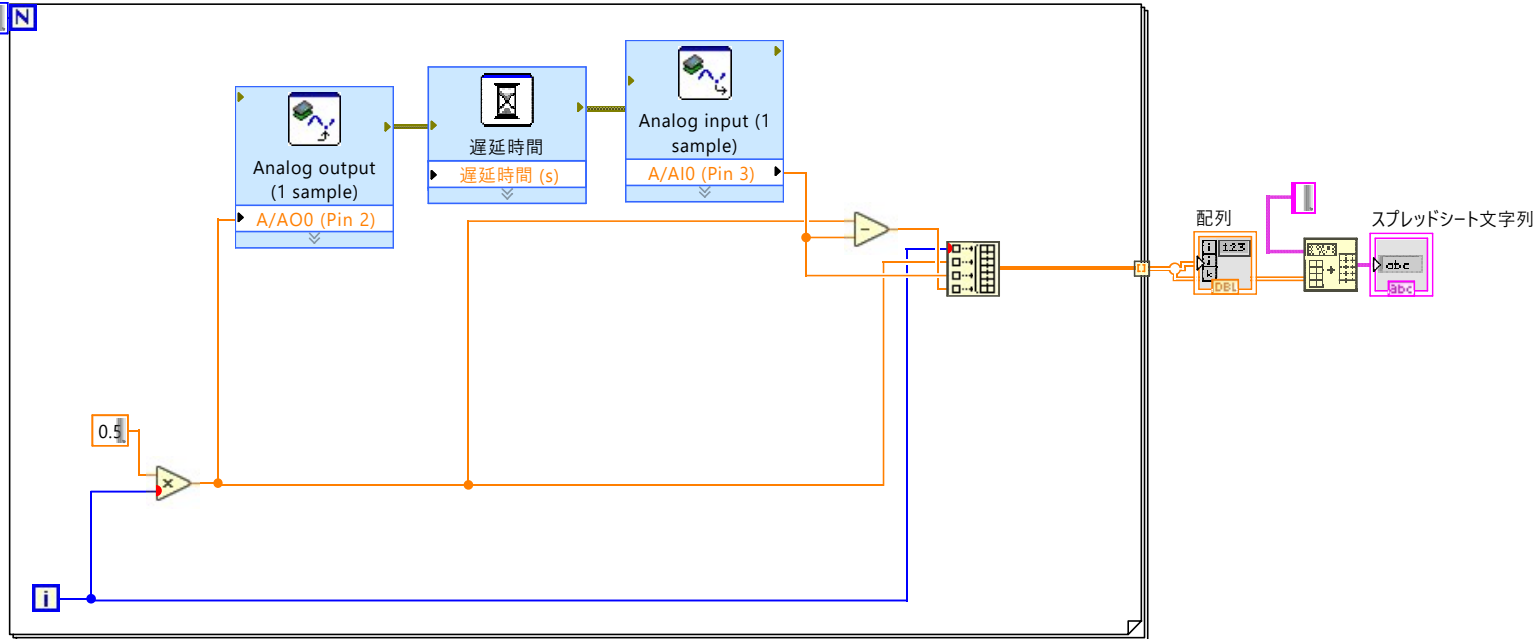 N
Analog output
(1 sample)
A/AO0 (Pin 2)
遅延時間
遅延時間 (s)
Analog input (1
sample)
A/AI0 (Pin 3)
配列
123
DBL
スプレッドシート文字列
abc
abc
0.5
i